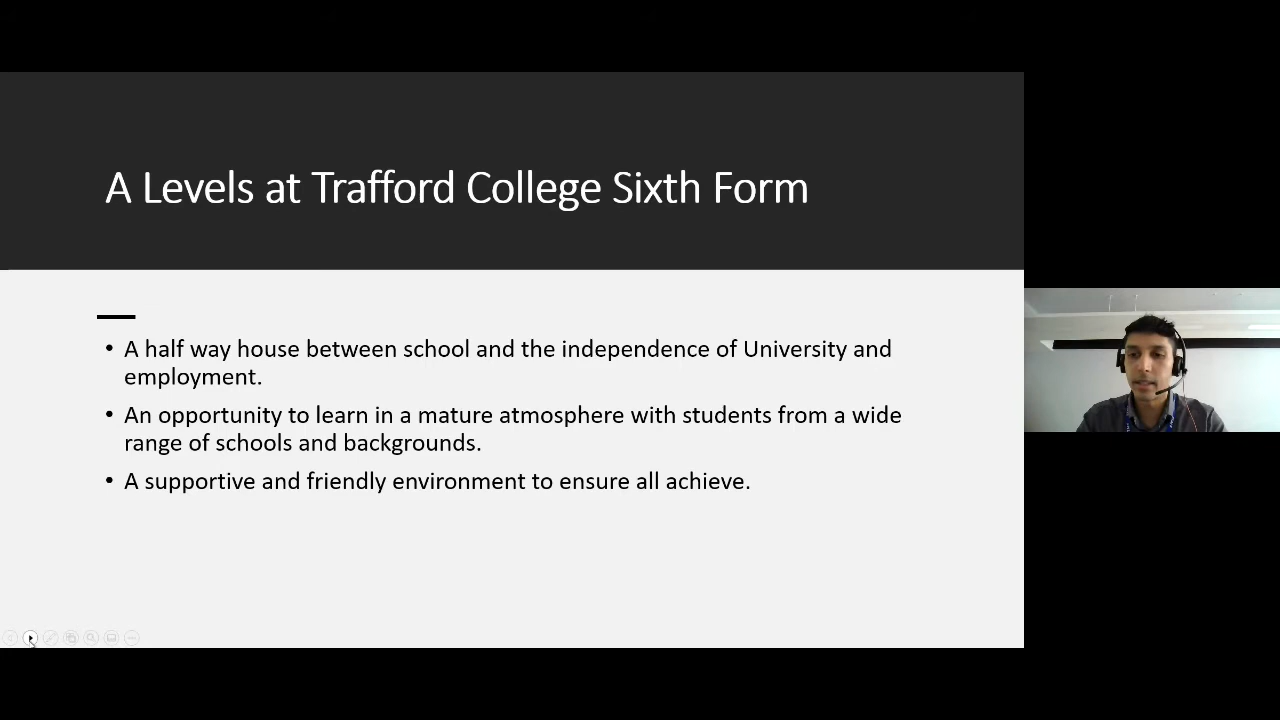 A Levels at Trafford College Sixth Form
• A half way house between school and the independence of University and
employment.
• An opportunity to learn in a mature atmosphere with students from a wide
range of schools and backgrounds.
• A supportive and friendly environment to ensure all achieve.